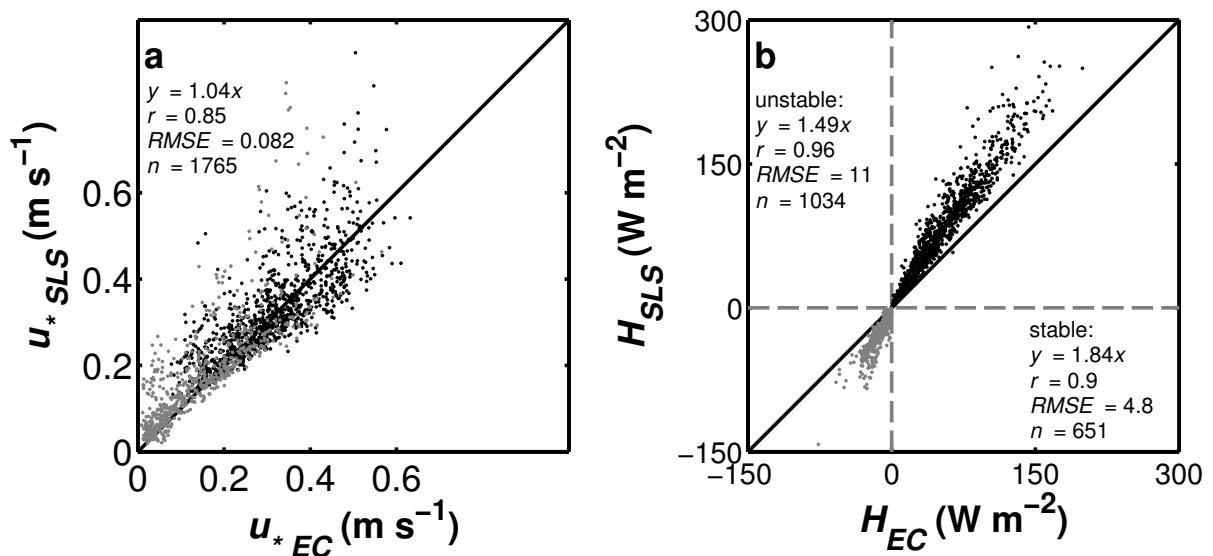 a
y = 1.04x
r = 0.85
RMSE = 0.082
n = 1765
0.6
0.4
0.2
0
0 0.2 0.4 0.6
u* SLS (m s−1)
u* EC (m s−1)
b
unstable:
y = 1.49x
r = 0.96
RMSE = 11
n = 1034
stable:
y = 1.84x
r = 0.9
RMSE = 4.8
n = 651
300
150
0
−150
−150 0 150 300
HSLS (W m−2)
HEC (W m−2)